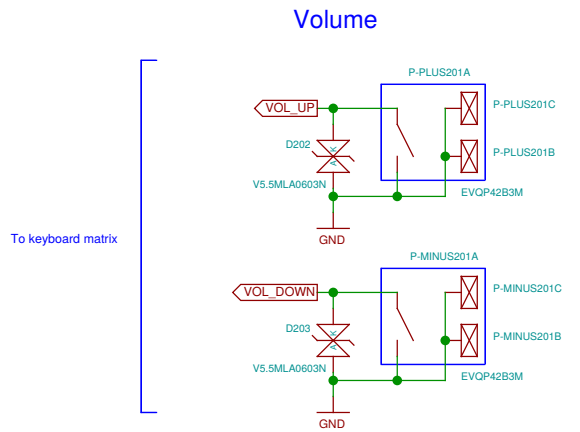 Volume
P-PLUS201A
VOL_UP
P-PLUS201C
D202
A K
P-PLUS201B
V5.5MLA0603N
EVQP42B3M
GND
To keyboard matrix
P-MINUS201A
VOL_DOWN
P-MINUS201C
D203
A K
P-MINUS201B
V5.5MLA0603N
EVQP42B3M
GND